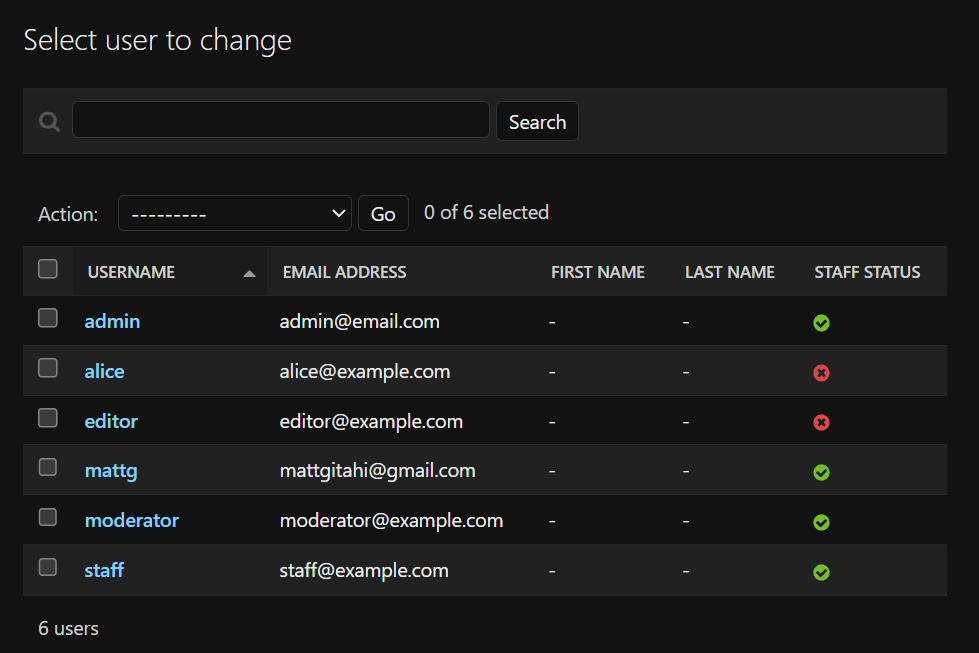 Select user to change
Search
Action: --------- Go 0 of 6 selected
USERNAME EMAIL ADDRESS FIRST NAME LAST NAME STAFF STATUS
admin admin@email.com - -
alice alice@example.com - -
editor editor@example.com - -
mattg mattgitahi@gmail.com - -
moderator moderator@example.com - -
staff staff@example.com - -
6 users